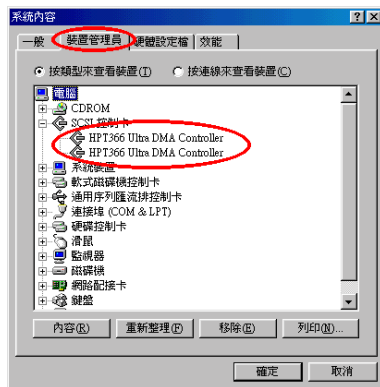 系統內容
一般 裝置管理員 硬體設定檔 效能
按類型來查看裝置(T) 按連線來查看裝置(C)
電腦
CDROM
SCSI 控制卡
HPT366 Ultra DMA Controller
HPT366 Ultra DMA Controller
系統裝置
軟式磁碟機控制卡
通用序列匯流排控制卡
連接埠 (COM & LPT)
硬碟控制卡
滑鼠
監視器
磁碟機
網路配接卡
鍵盤
內容(R) 重新整理(F) 移除(E) 列印(N)...
確定 取消